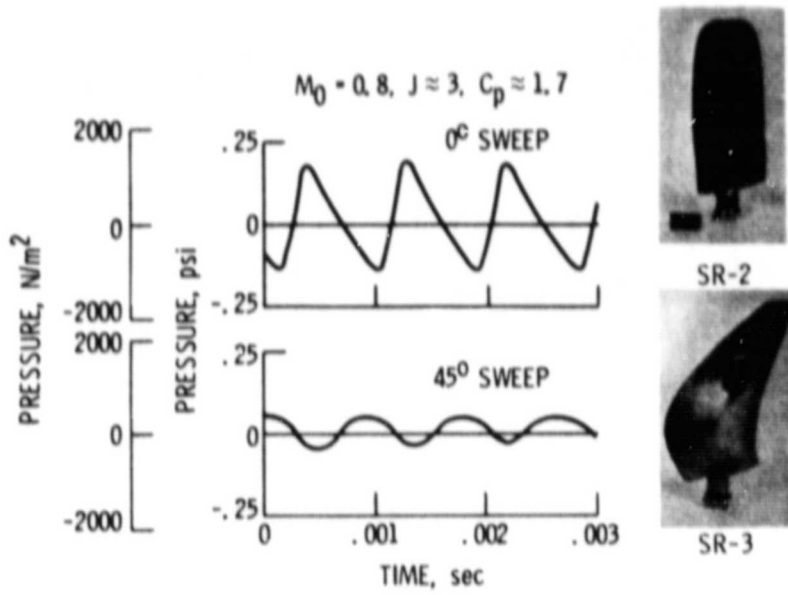 M₀ = 0.8, J ≈ 3, Cp ≈ 1.7
0° SWEEP
PRESSURE, N/m²
2000
0
-2000
PRESSURE, psi
.25
0
-.25
SR-2
45° SWEEP
2000
0
-2000
.25
0
-.25
0 .001 .002 .003
TIME, sec
SR-3